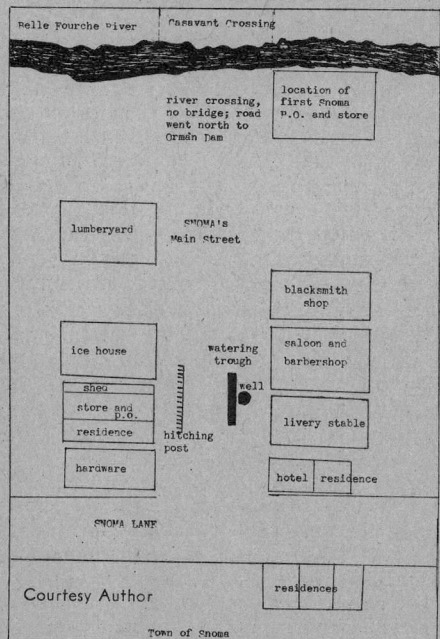 Belle Fourche River
Casavant Crossing
river crossing,
no bridge; road
went north to
Orman Dam
location of
first Snoma
P.O. and store
lumberyard
SNOMA'S
Main Street
blacksmith
shop
ice house
watering
trough
saloon and
barbershop
shed
well
store and
p.o.
livery stable
residence
hitching
post
hardware
hotel
residence
SNOMA LANE
residences
Courtesy Author
Town of Snoma